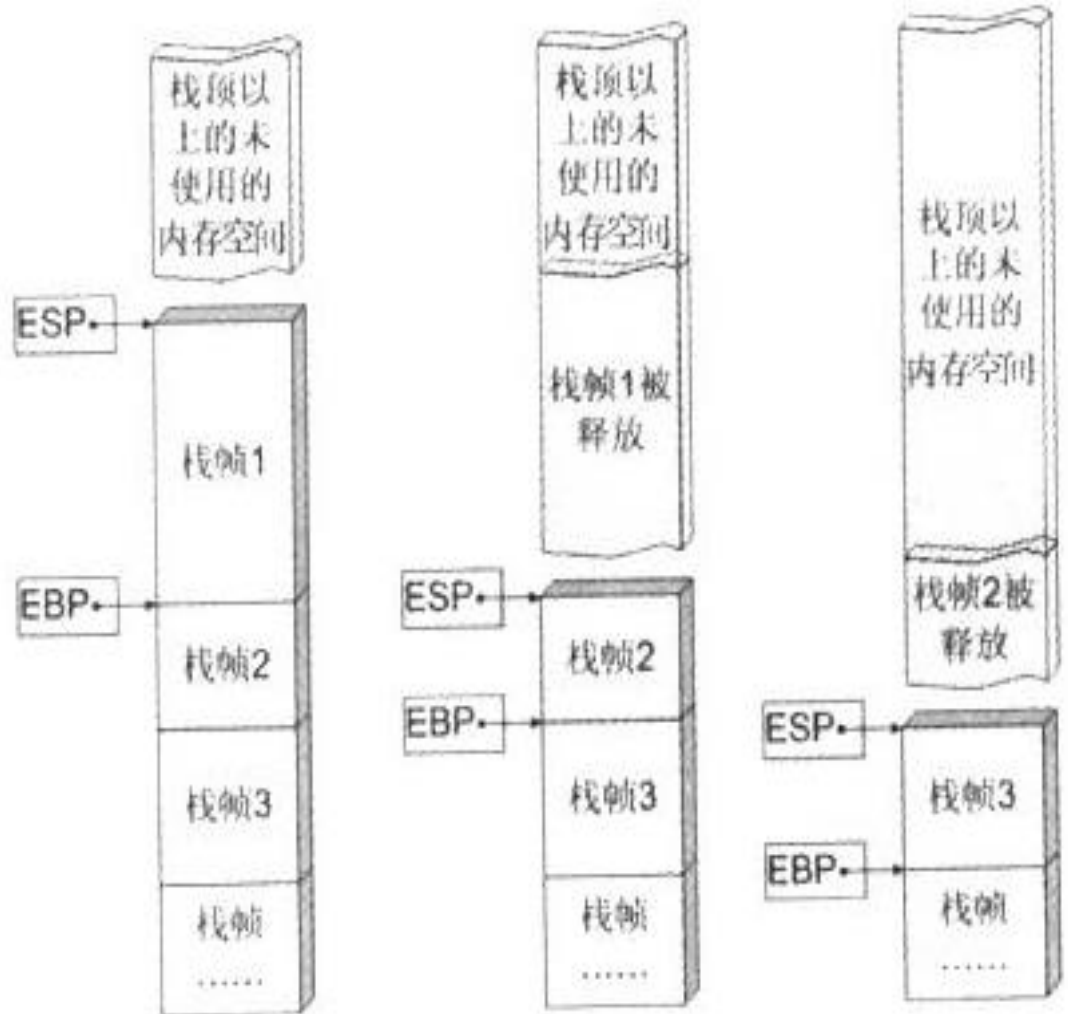 栈顶以
上的未
使用的
内存空间
ESP
栈帧1
EBP
栈帧2
栈帧3
栈帧
......
栈顶以
上的未
使用的
内存空间
栈帧1被
释放
ESP
栈帧2
EBP
栈帧3
栈帧
......
栈顶以
上的未
使用的
内存空间
栈帧2被
释放
ESP
栈帧3
EBP
栈帧
......